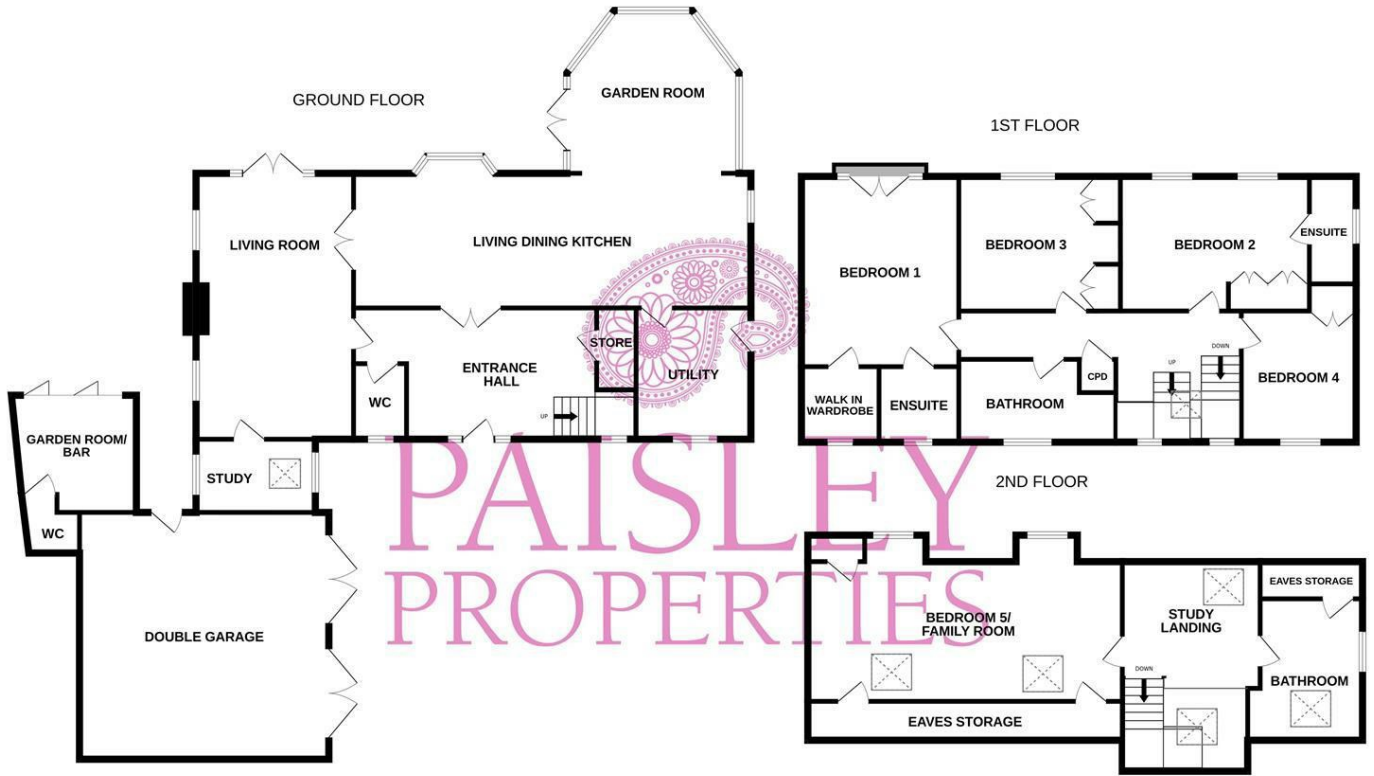 GROUND FLOOR
GARDEN ROOM
LIVING ROOM
LIVING DINING KITCHEN
STORE
ENTRANCE
HALL
UTILITY
WC
UP
GARDEN ROOM/
BAR
STUDY
WC
DOUBLE GARAGE
1ST FLOOR
BEDROOM 1
BEDROOM 3
BEDROOM 2
ENSUITE
WALK IN
WARDROBE
ENSUITE
BATHROOM
CPD
UP
DOWN
BEDROOM 4
2ND FLOOR
BEDROOM 5/
FAMILY ROOM
STUDY
LANDING
EAVES STORAGE
DOWN
BATHROOM
EAVES STORAGE
PAISLEY
PROPERTIES